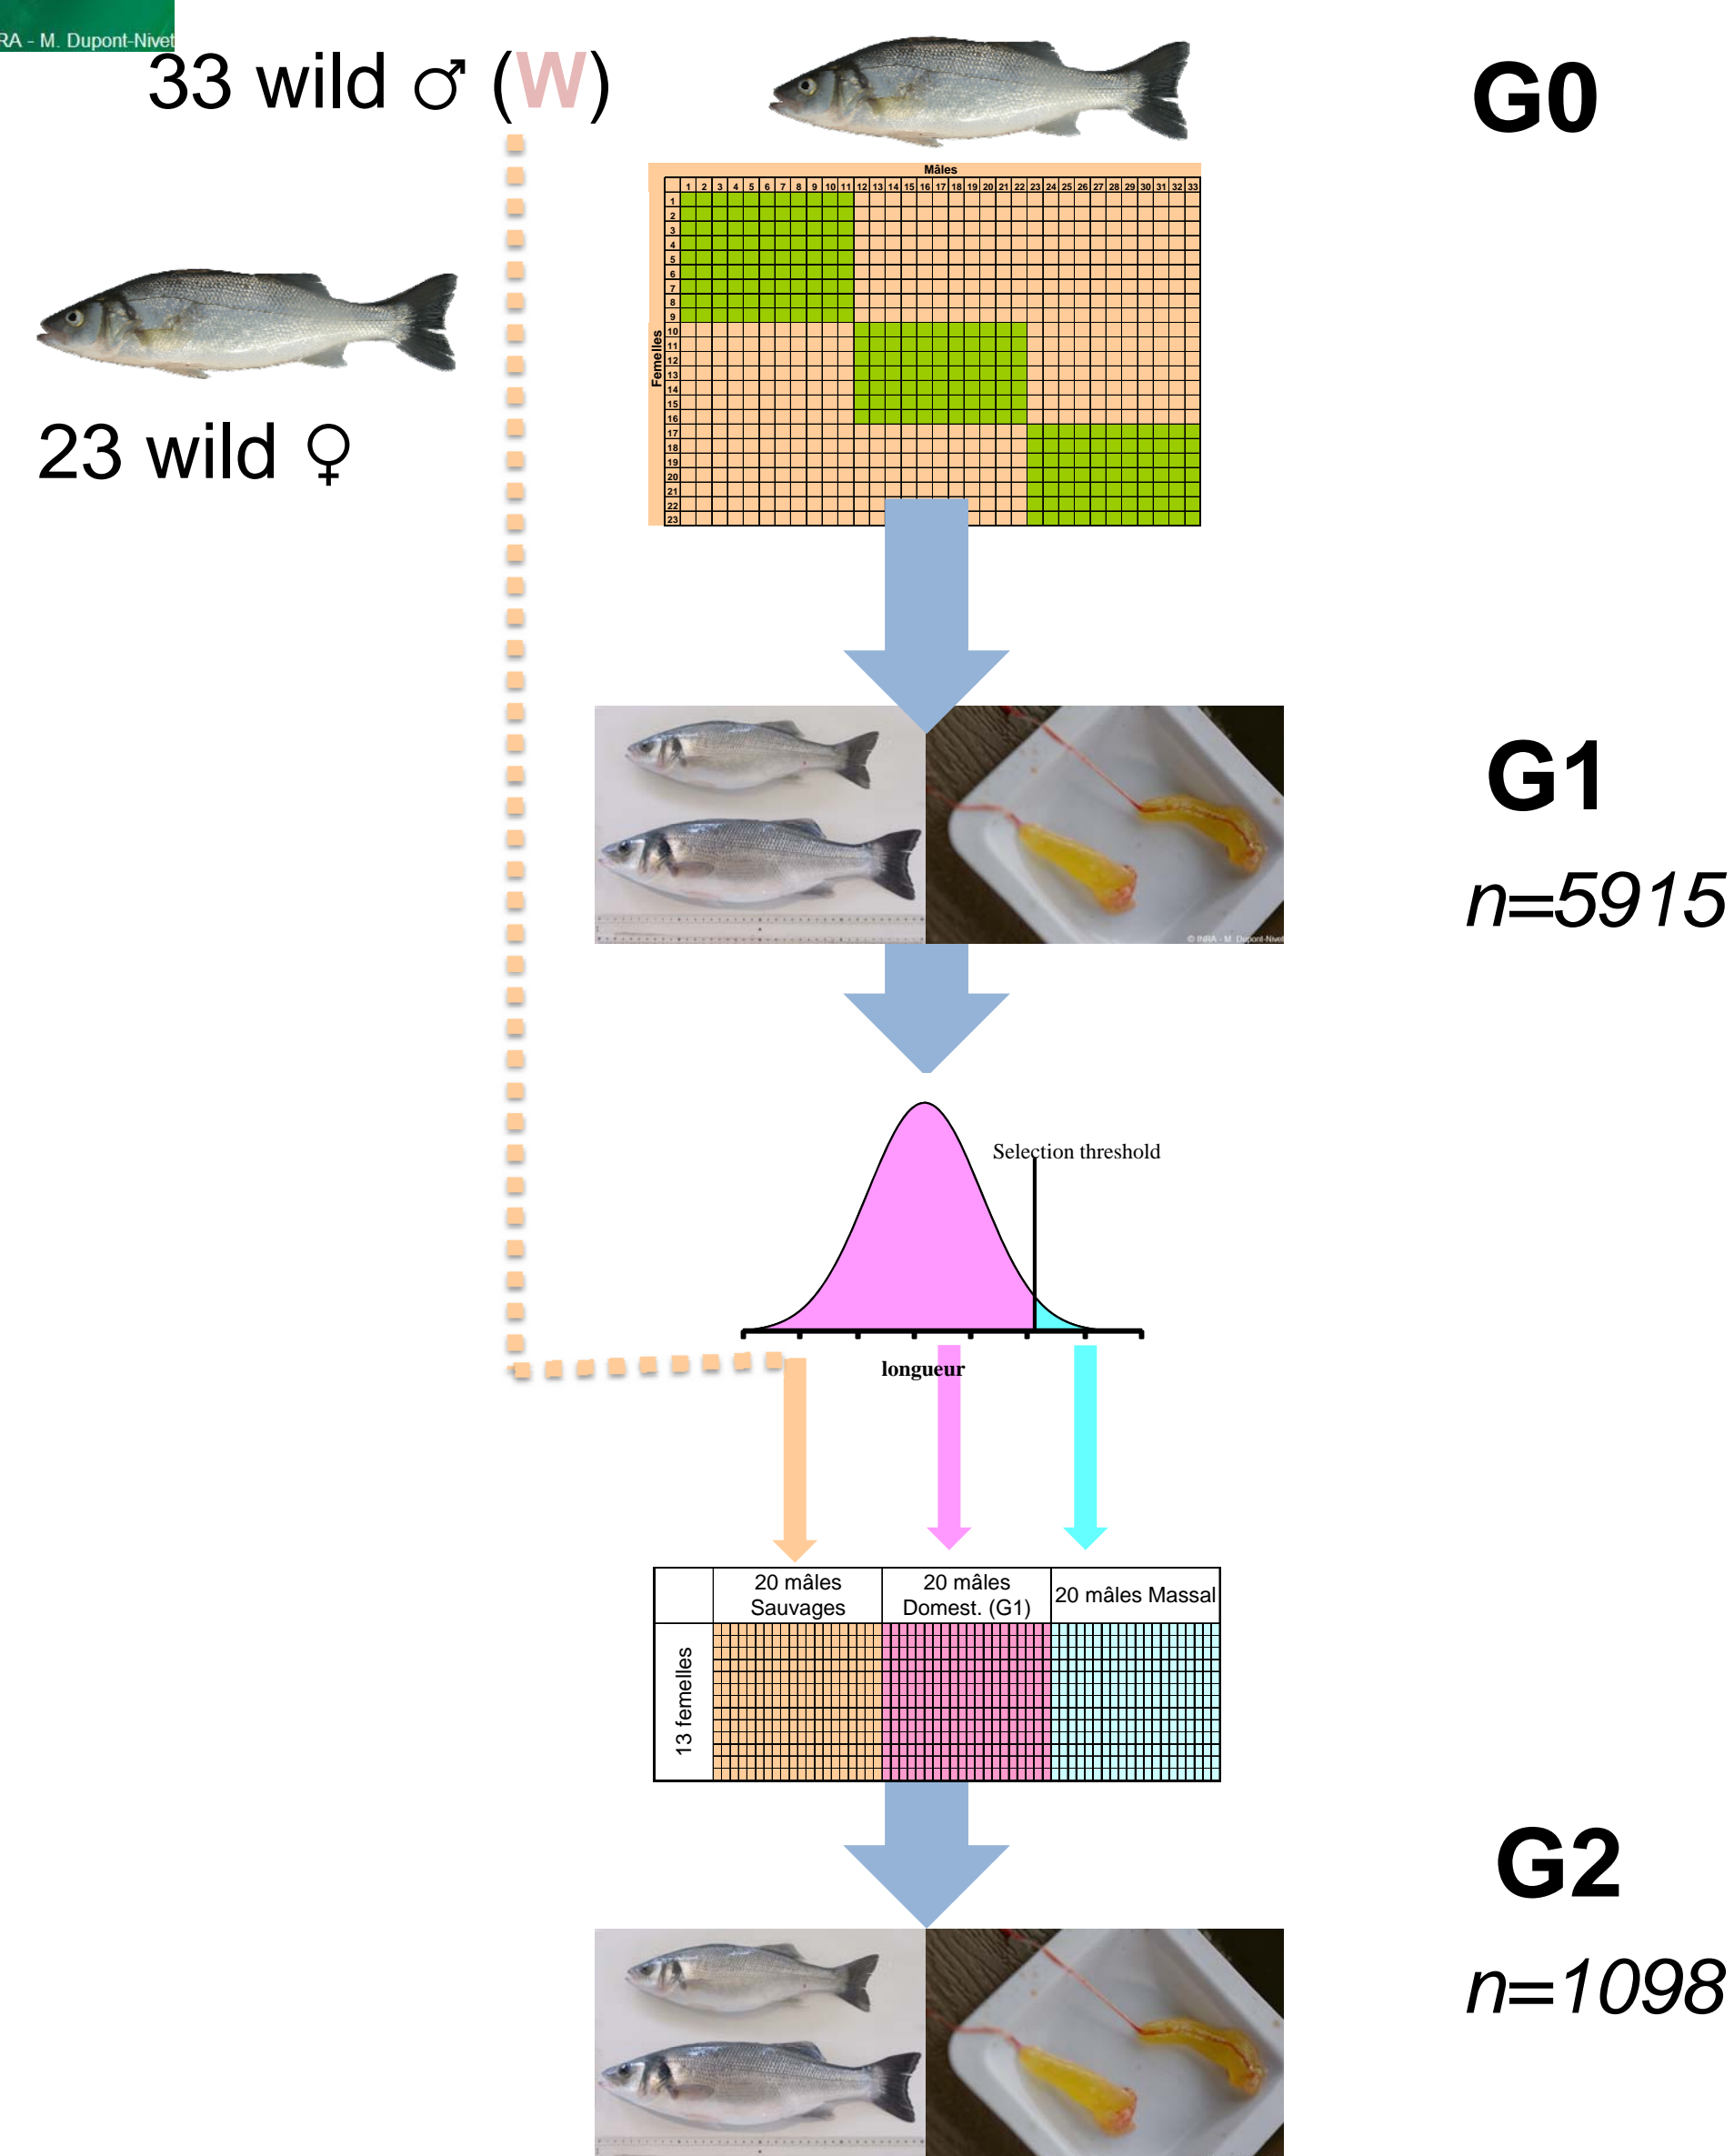 RA - M. Dupont-Nivet
33 wild ♂ (W)
G0
Mâles
1 2 3 4 5 6 7 8 9 10 11 12 13 14 15 16 17 18 19 20 21 22 23 24 25 26 27 28 29 30 31 32 33
Femelles
1
2
3
4
5
6
7
8
9
10
11
12
13
14
15
16
17
18
19
20
21
22
23
23 wild ♀
G1
n=5915
© INRA - M. Dupont-Nivet
Selection threshold
longueur
20 mâles
Sauvages
20 mâles
Domest. (G1)
20 mâles Massal
13 femelles
G2
n=1098